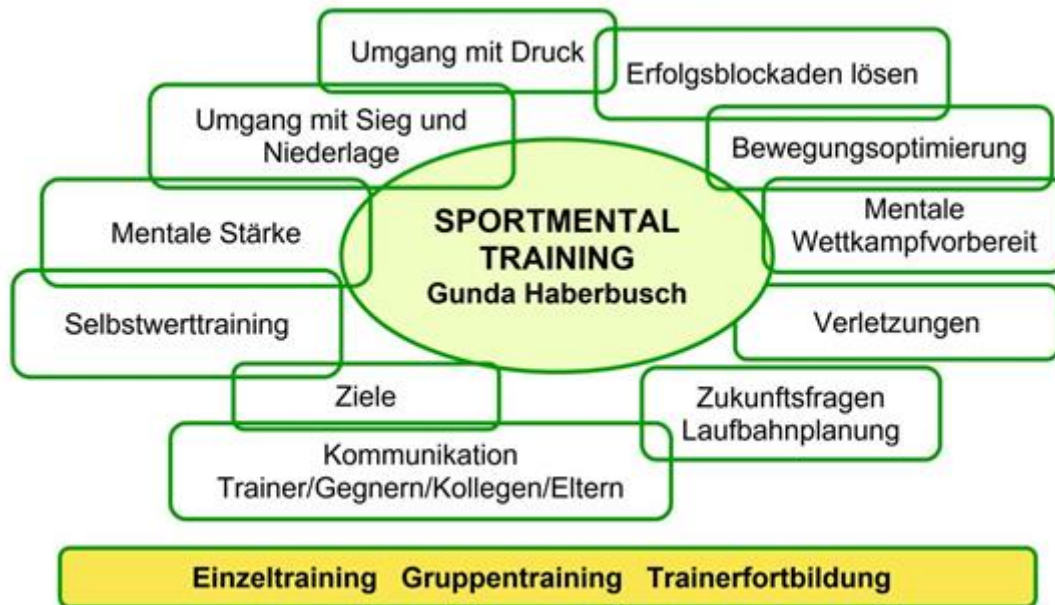 Umgang mit Druck
Erfolgsblockaden lösen
Umgang mit Sieg und
Niederlage
Bewegungsoptimierung
Mentale Stärke
SPORTMENTAL
TRAINING
Gunda Haberbusch
Mentale
Wettkampfvorbereit
Selbstwerttraining
Verletzungen
Ziele
Zukunftsfragen
Laufbahnplanung
Kommunikation
Trainer/Gegnern/Kollegen/Eltern
Einzeltraining Gruppentraining Trainerfortbildung